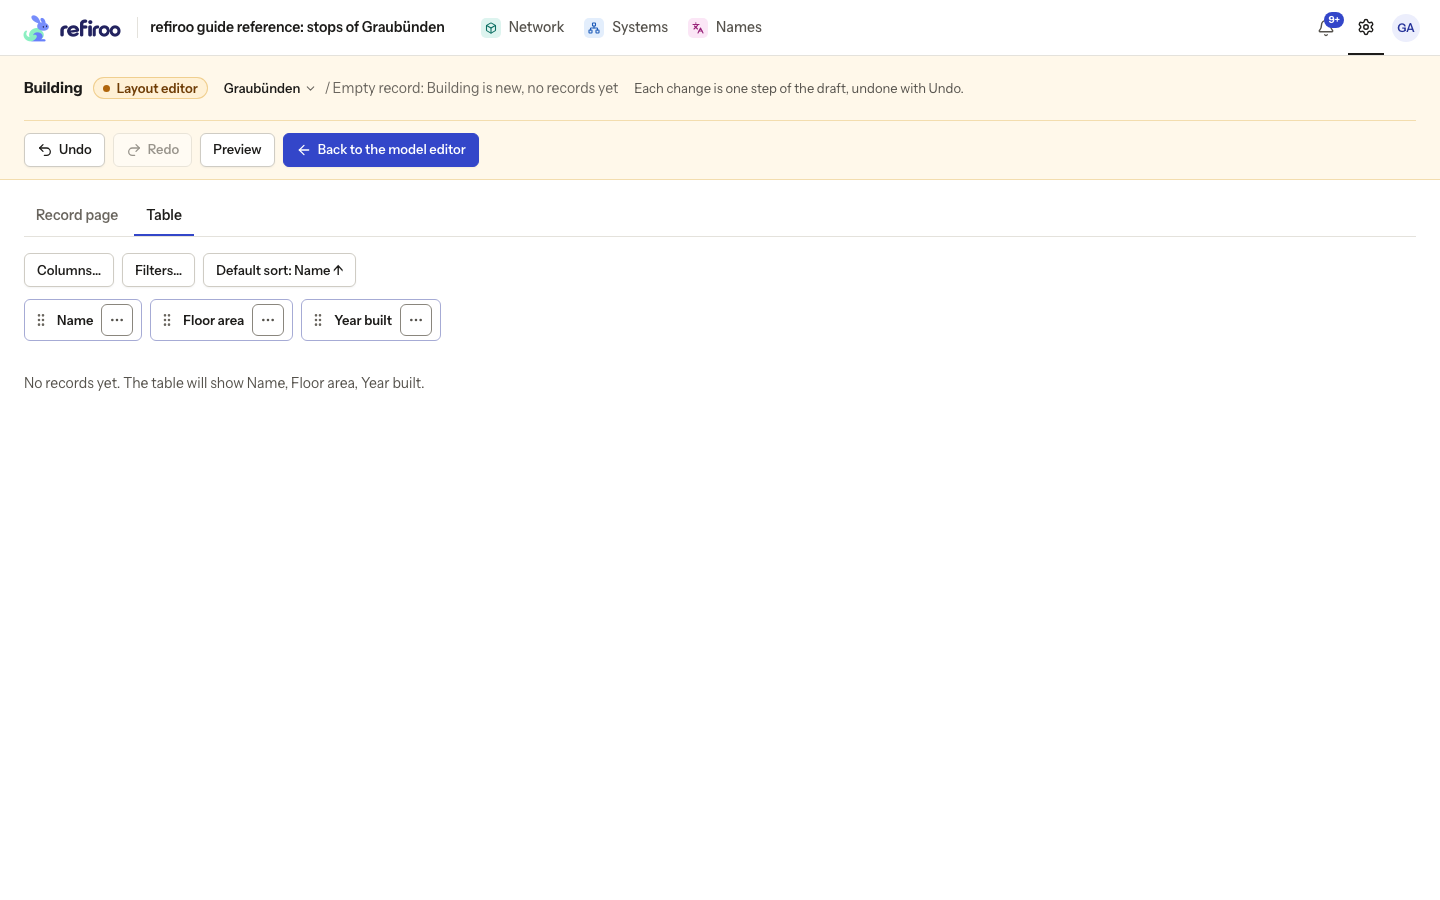 refiroo
refiroo guide reference: stops of Graubünden
Network
Systems
Names
9+
GA
Building
Layout editor
Graubünden
/ Empty record: Building is new, no records yet
Each change is one step of the draft, undone with Undo.
Undo
Redo
Preview
Back to the model editor
Record page
Table
Columns...
Filters...
Default sort: Name ↑
Name
Floor area
Year built
No records yet. The table will show Name, Floor area, Year built.